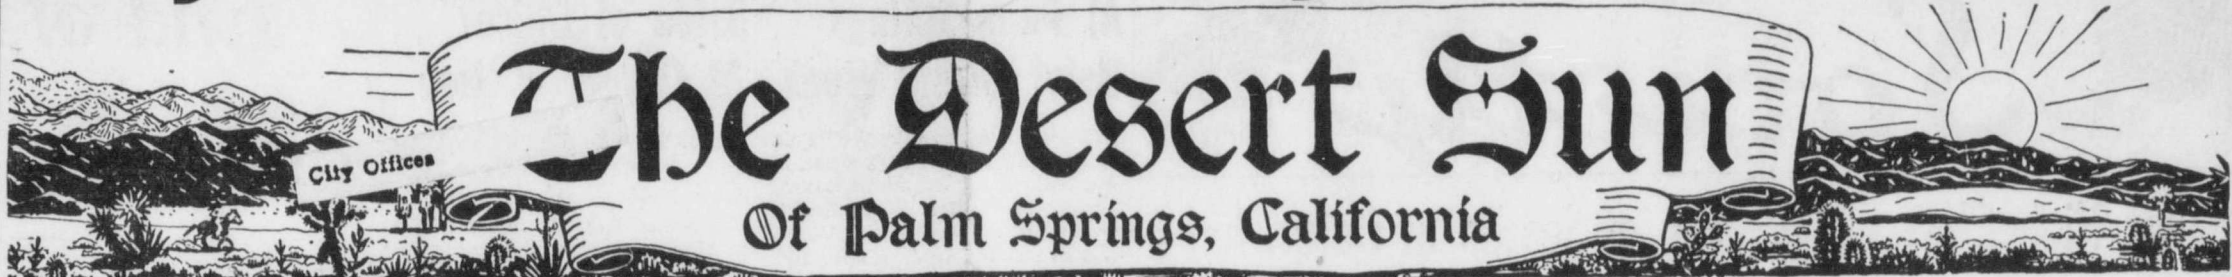 The Desert Sun
City Offices
Of Palm Springs, California